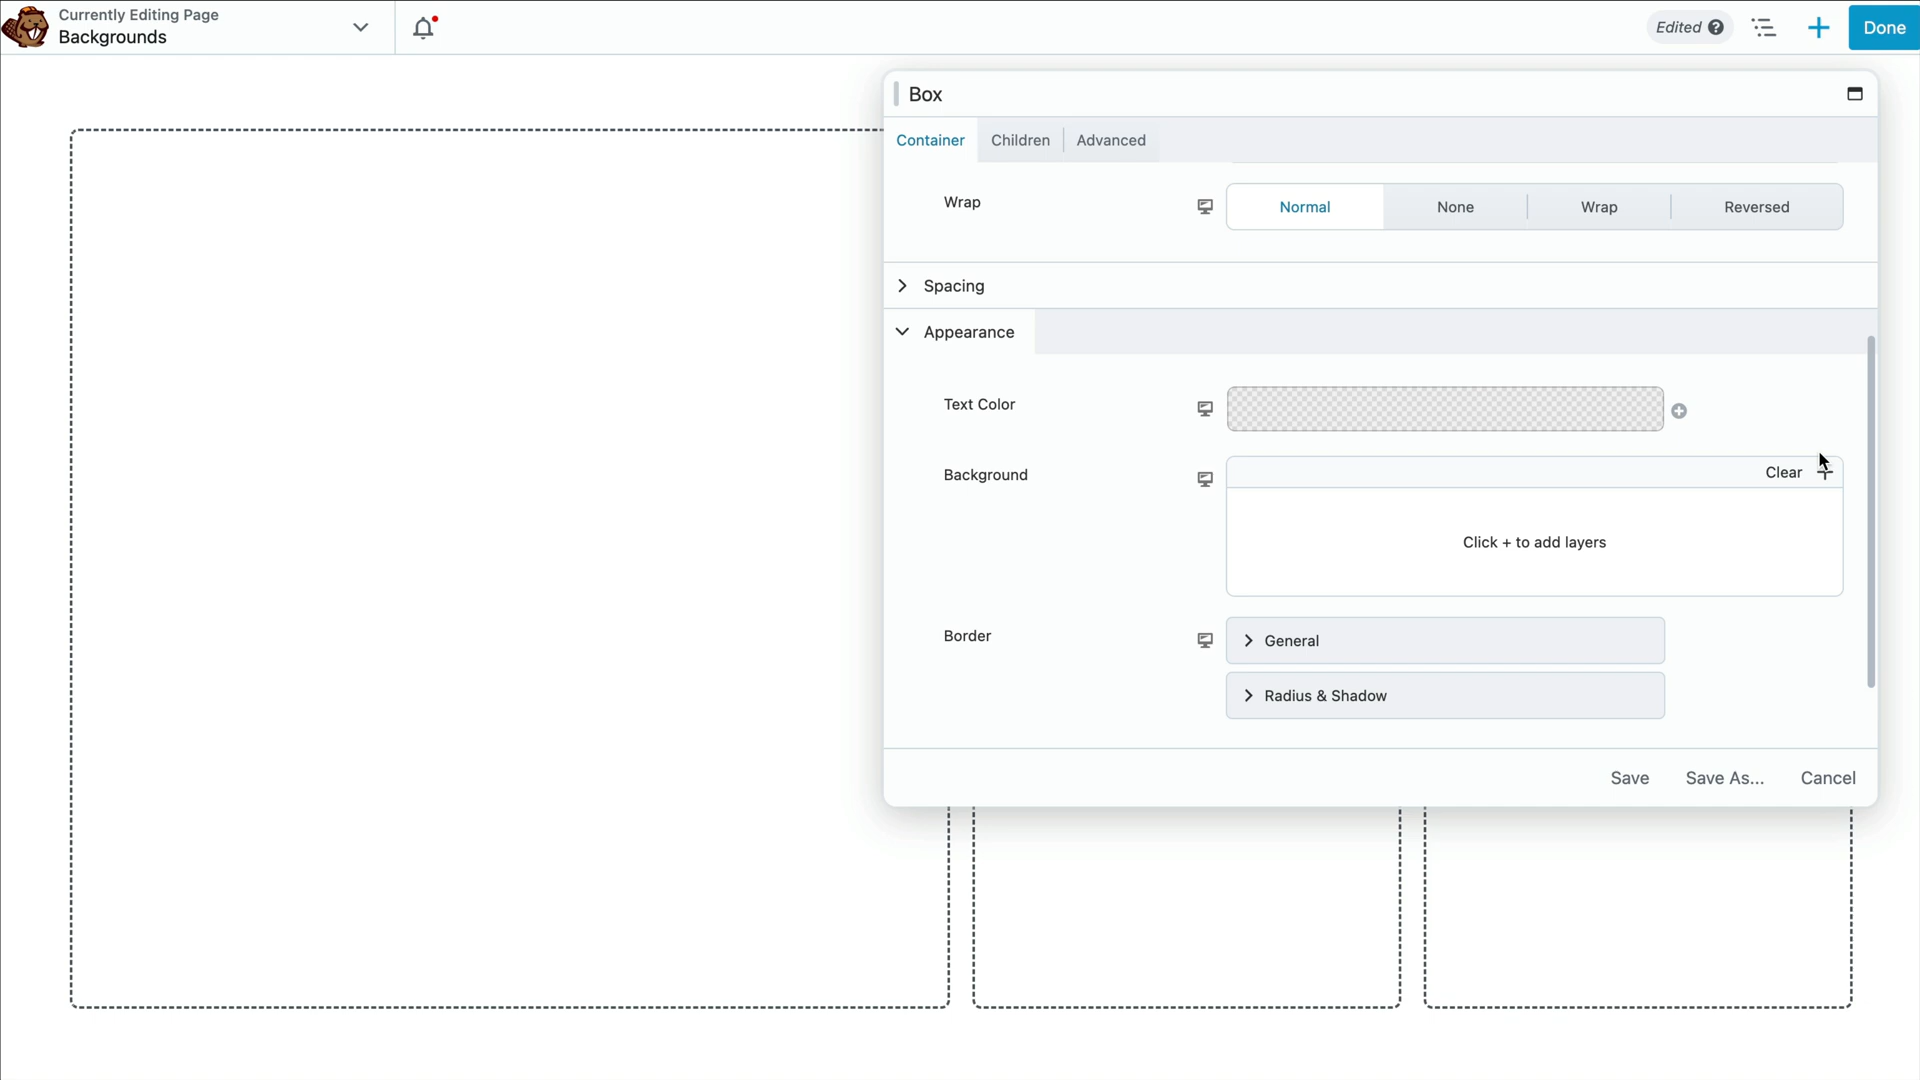 Currently Editing Page
Backgrounds
Edited ?
Done
Box
Container Children Advanced
Wrap Normal None Wrap Reversed
Spacing
Appearance
Text Color
Background Clear +
Click + to add layers
Border General
Radius & Shadow
Save Save As... Cancel